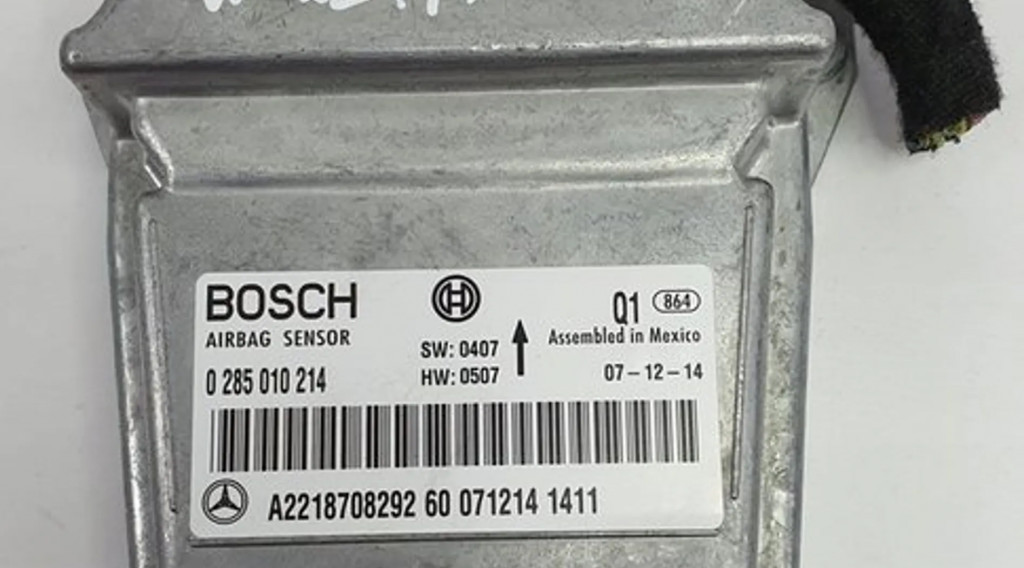 BOSCH
AIRBAG SENSOR
0 285 010 214
SW: 0407
HW: 0507
Q1 864
Assembled in Mexico
07-12-14
A2218708292 60 071214 1411